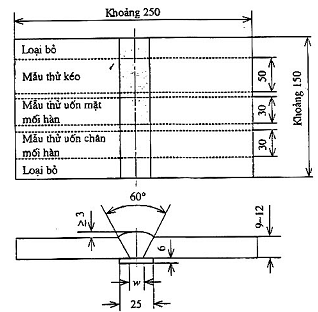 Khoảng 250
Loại bỏ
Mẫu thử kéo
Mẫu thử uốn mặt
mối hàn
Mẫu thử uốn chân
mối hàn
Loại bỏ
50
30
30
Khoảng 150
60°
≥ 3
6
9~12
w
25